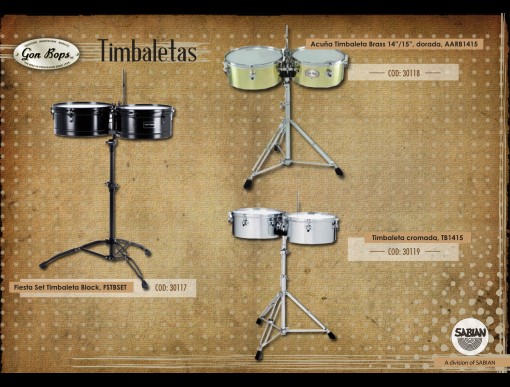 Gon Bops
Timbaletas
Acuña Timbaleta Brass 14"/15", dorada, AARB1415
COD: 30118
Timbaleta cromada, TB1415
COD: 30119
Fiesta Set Timbaleta Black, FSTBSET
COD: 30117
SABIAN
A division of SABIAN